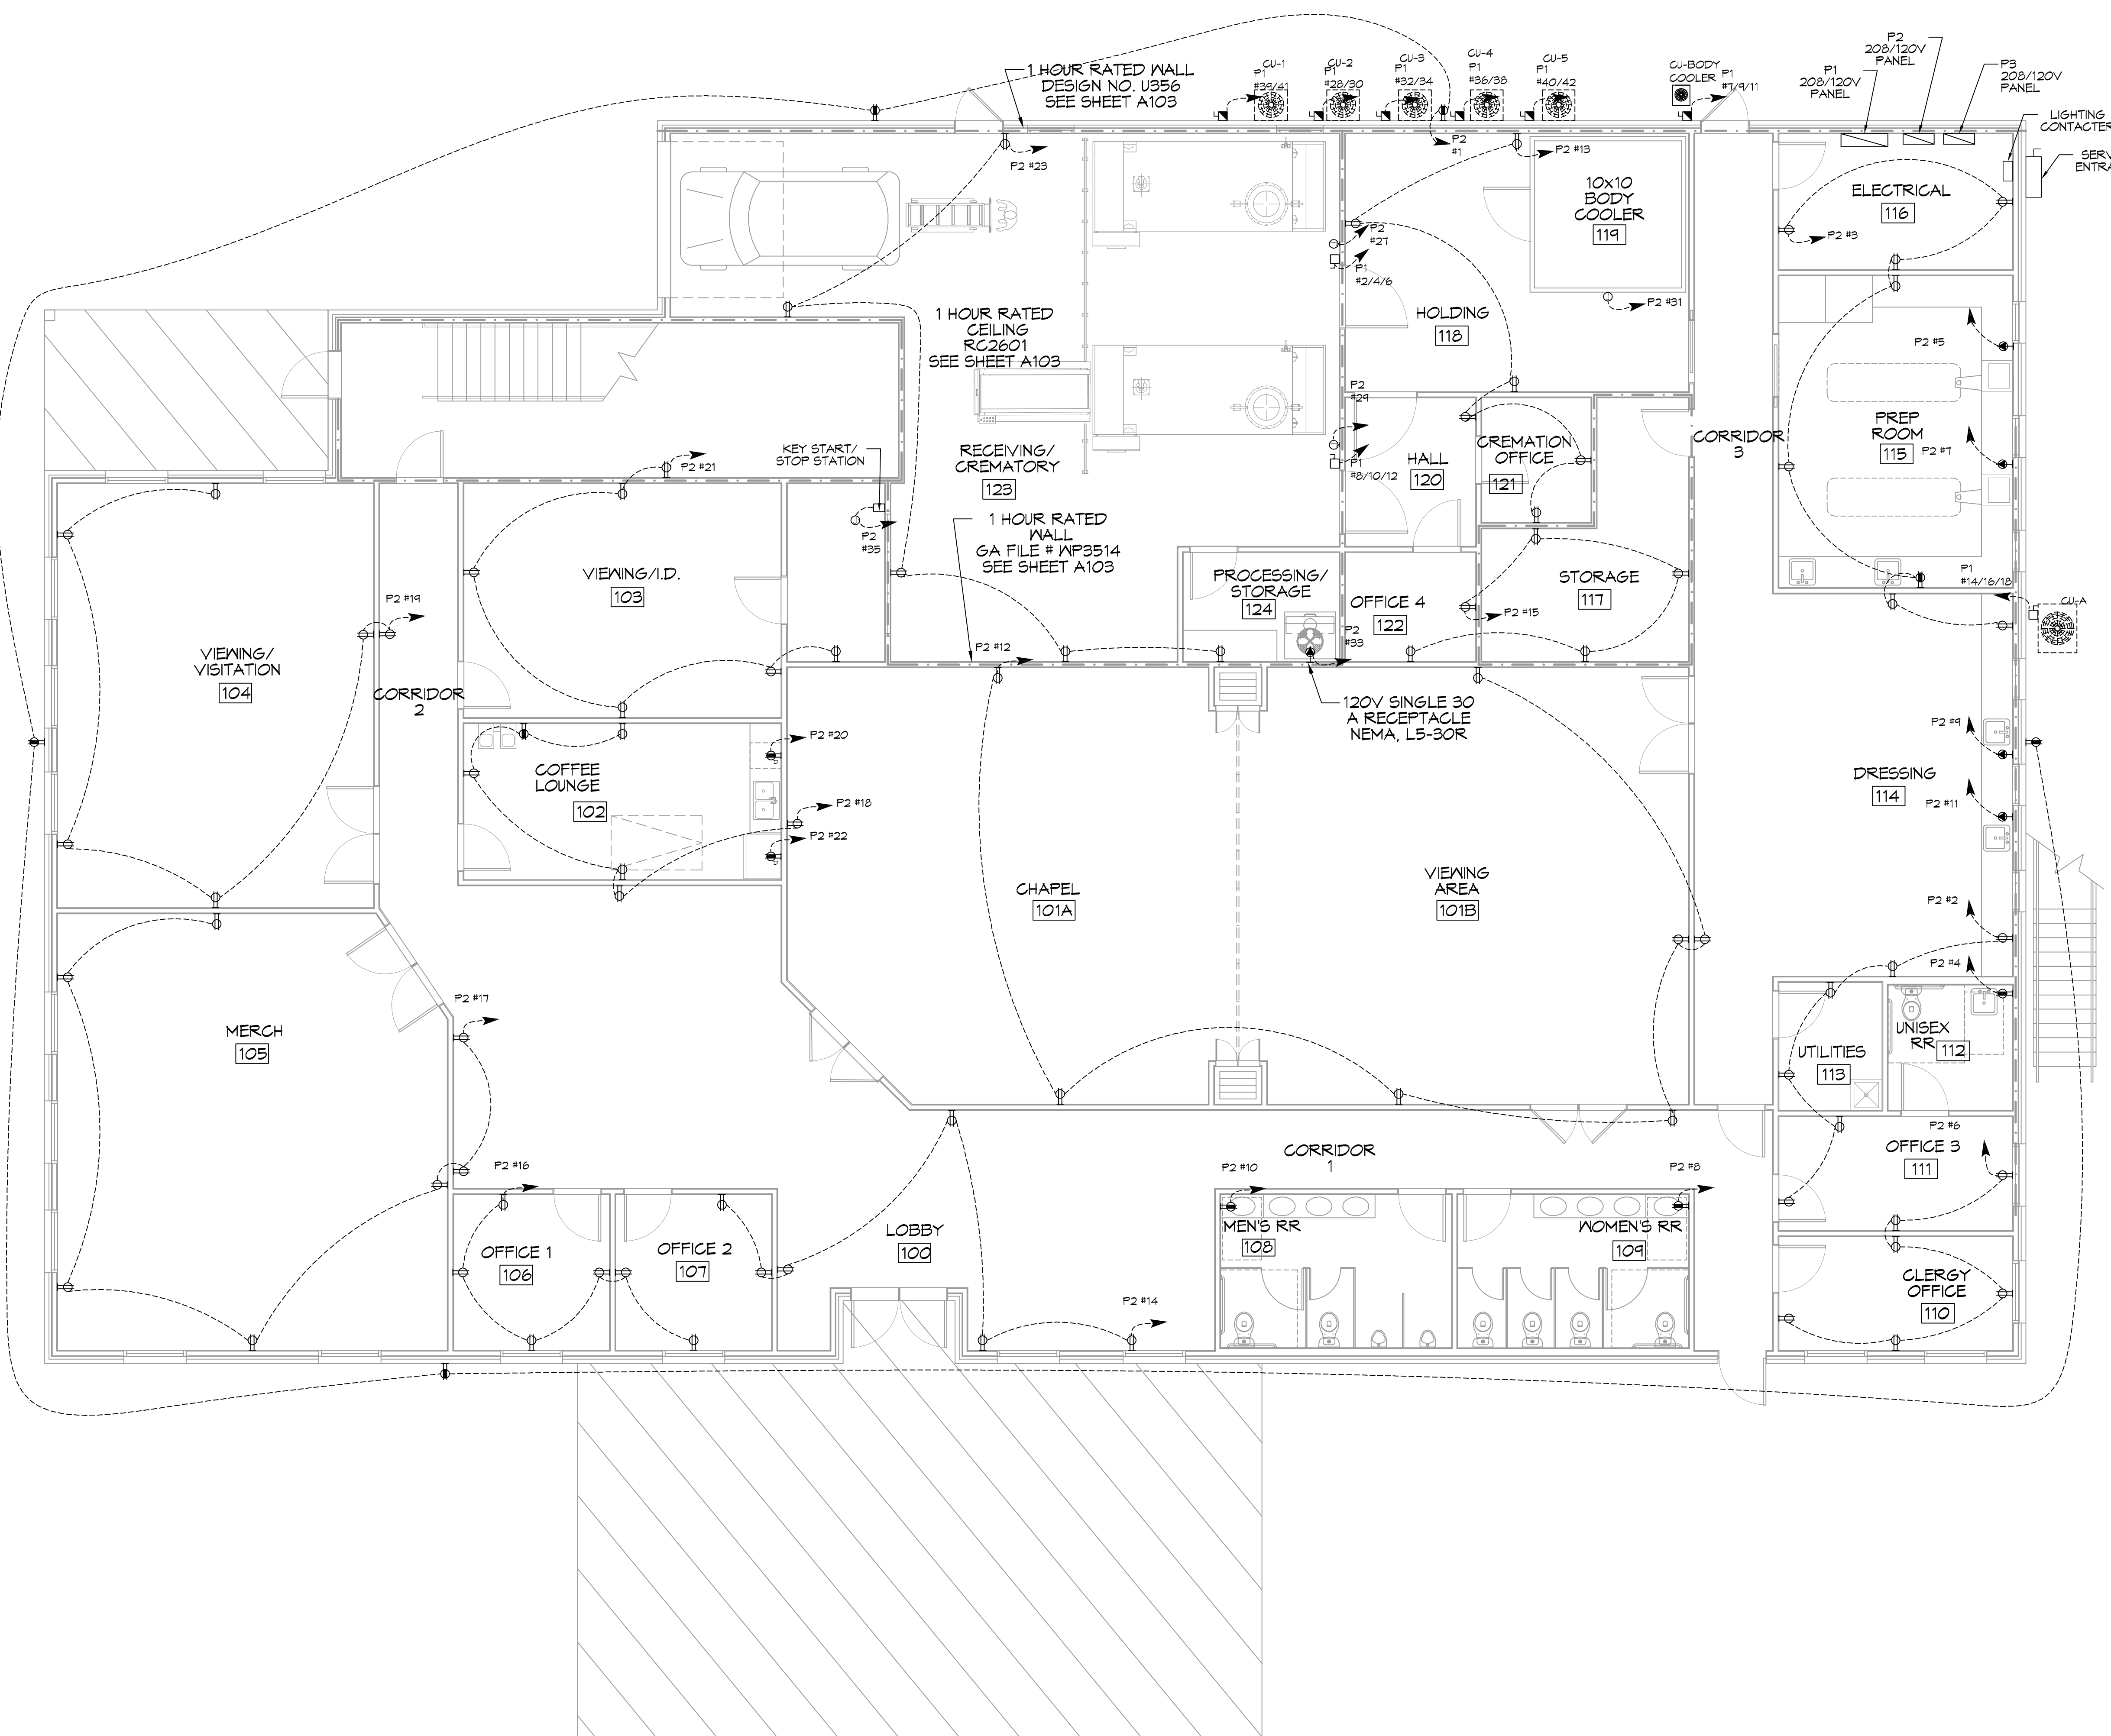 1 HOUR RATED WALL
DESIGN NO. U356
SEE SHEET A103
CU-1
P1
#39/41
CU-2
P1
#28/30
CU-3
P1
#32/34
CU-4
P1
#36/38
CU-5
P1
#40/42
CU-BODY
COOLER
P1
#7/9/11
P1
208/120V
PANEL
P2
208/120V
PANEL
P3
208/120V
PANEL
LIGHTING
CONTACTER
SERV
ENTRA
P2 #23
P2
#1
P2 #13
10x10
BODY
COOLER
119
ELECTRICAL
116
P2 #3
P2
#27
P1
#2/4/6
P2 #31
HOLDING
118
1 HOUR RATED
CEILING
RC2601
SEE SHEET A103
P2 #5
P2
#29
PREP
ROOM
115
P2 #7
CORRIDOR
3
KEY START/
STOP STATION
P2 #21
RECEIVING/
CREMATORY
123
P1
#8/10/12
HALL
120
CREMATION
OFFICE
121
P2
#35
1 HOUR RATED
WALL
GA FILE # WP3514
SEE SHEET A103
VIEWING/I.D.
103
PROCESSING/
STORAGE
124
OFFICE 4
122
STORAGE
117
P1
#14/16/18
CU-A
P2 #19
P2 #15
P2
#33
P2 #12
VIEWING/
VISITATION
104
CORRIDOR
2
120V SINGLE 30
A RECEPTACLE
NEMA, L5-30R
P2 #20
P2 #9
COFFEE
LOUNGE
102
P2 #18
P2 #22
DRESSING
114
P2 #11
CHAPEL
101A
VIEWING
AREA
101B
P2 #2
P2 #4
P2 #17
MERCH
105
UNISEX
RR
112
UTILITIES
113
P2 #6
OFFICE 3
111
CORRIDOR
1
P2 #16
P2 #10
P2 #8
OFFICE 1
106
OFFICE 2
107
LOBBY
100
MEN'S RR
108
WOMEN'S RR
109
CLERGY
OFFICE
110
P2 #14